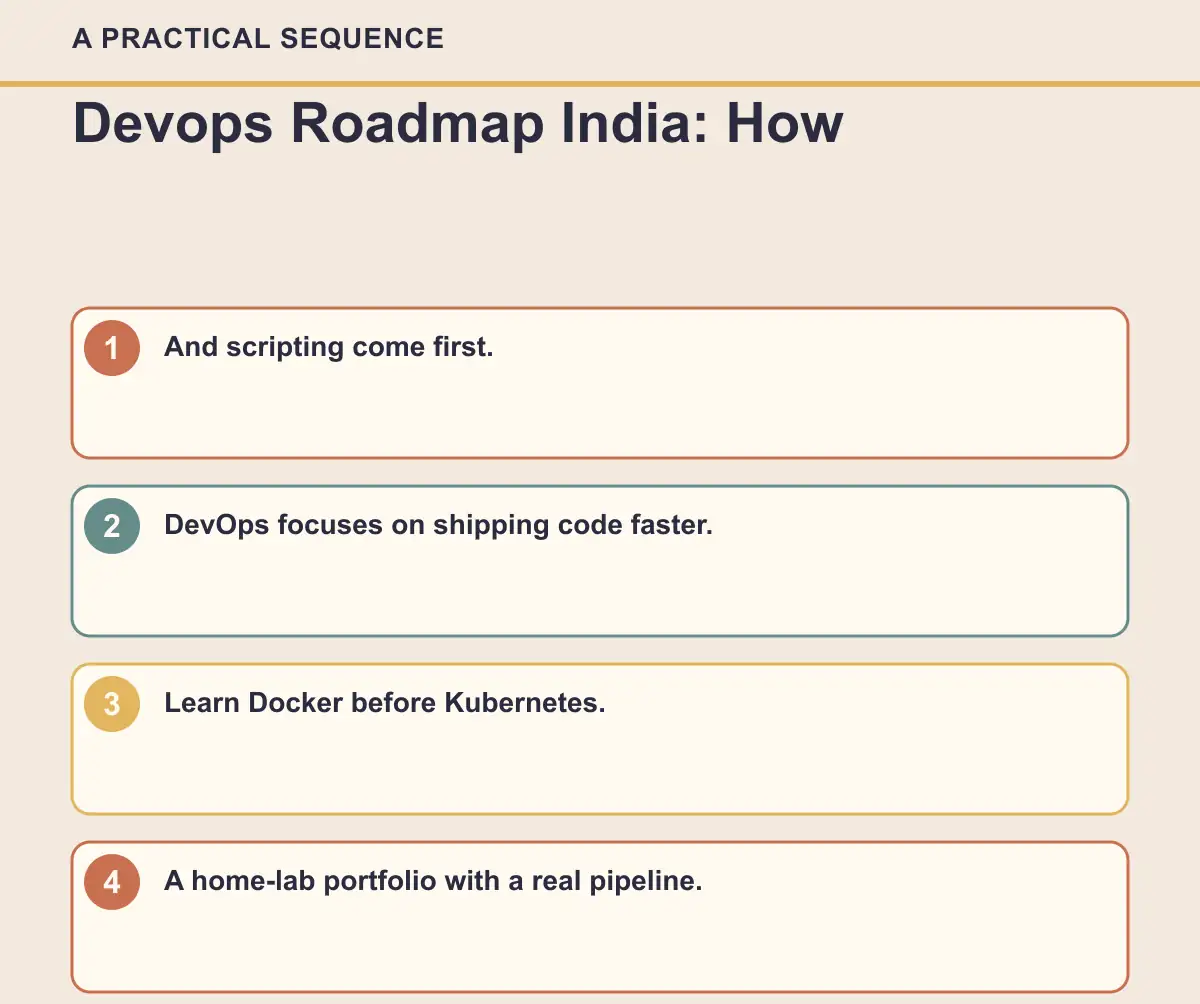 A PRACTICAL SEQUENCE
Devops Roadmap India: How
1 And scripting come first.
2 DevOps focuses on shipping code faster.
3 Learn Docker before Kubernetes.
4 A home-lab portfolio with a real pipeline.